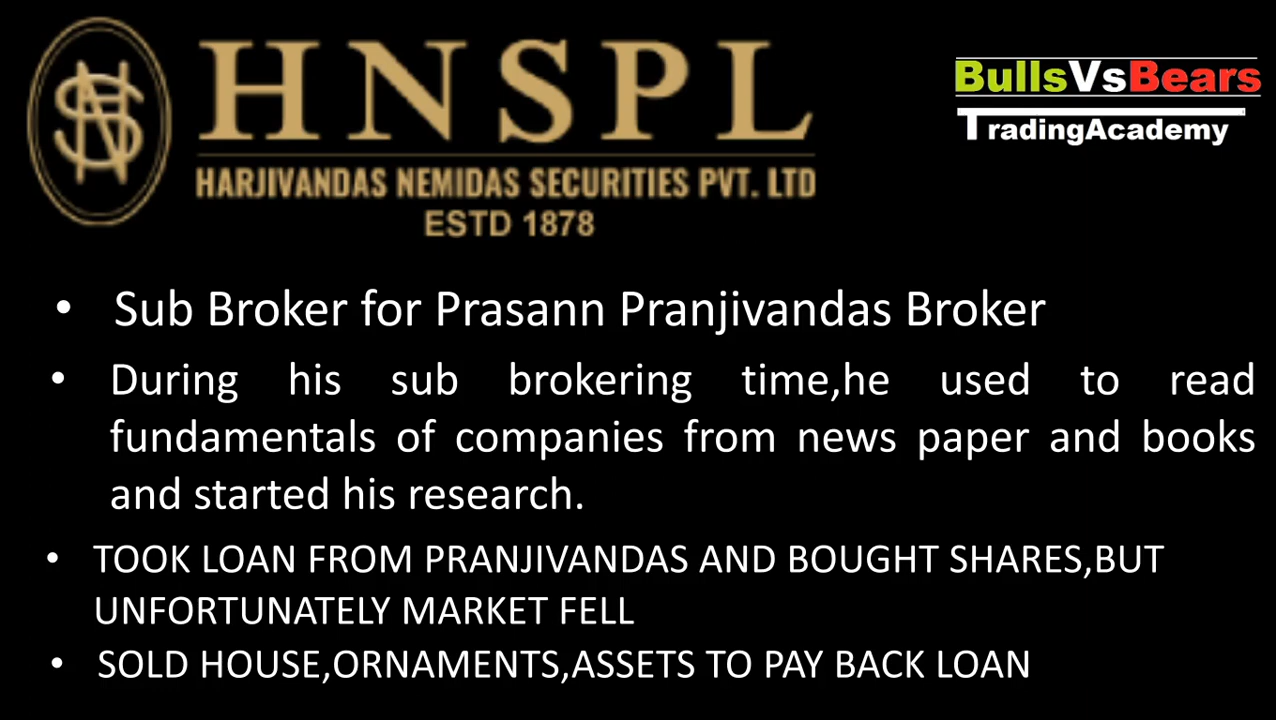 HNSPL
HARJIVANDAS NEMIDAS SECURITIES PVT. LTD
ESTD 1878
BullsVsBears
TradingAcademy
• Sub Broker for Prasann Pranjivandas Broker
• During his sub brokering time,he used to read
fundamentals of companies from news paper and books
and started his research.
• TOOK LOAN FROM PRANJIVANDAS AND BOUGHT SHARES,BUT
UNFORTUNATELY MARKET FELL
• SOLD HOUSE,ORNAMENTS,ASSETS TO PAY BACK LOAN